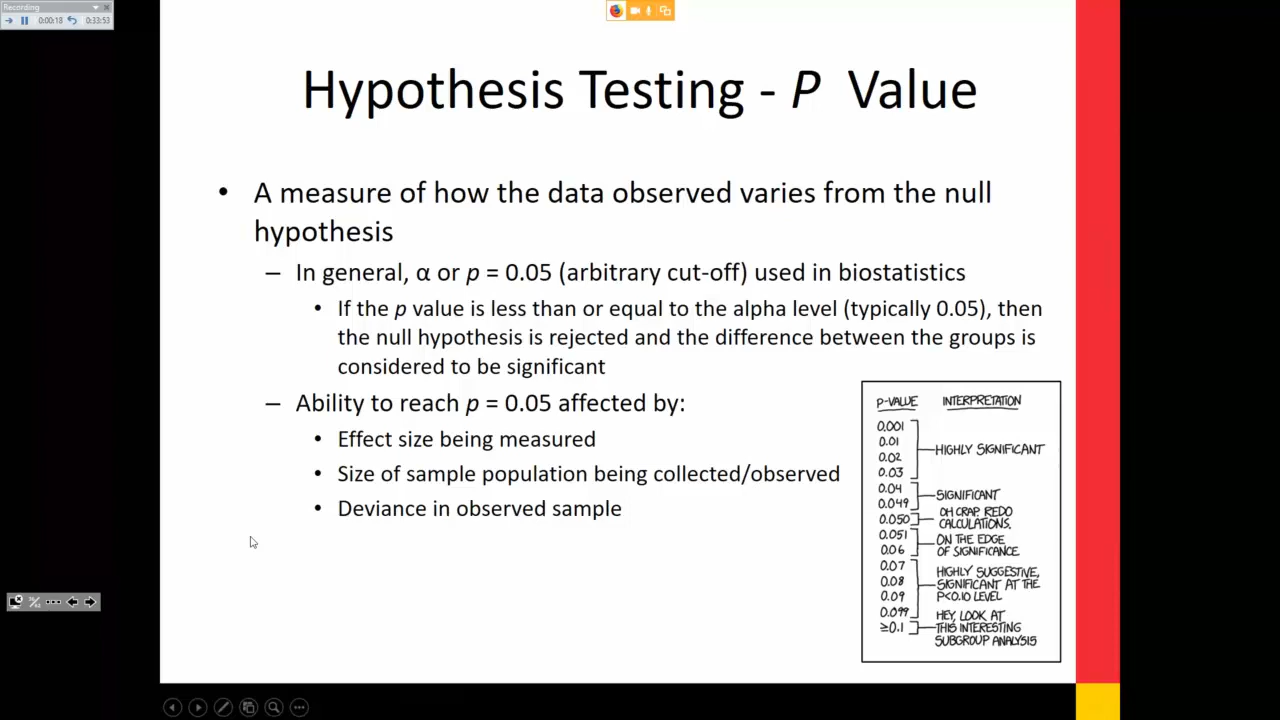 Recording
0:00:18
33:53
Hypothesis Testing - P Value
• A measure of how the data observed varies from the null
hypothesis
– In general, α or p = 0.05 (arbitrary cut-off) used in biostatistics
• If the p value is less than or equal to the alpha level (typically 0.05), then
the null hypothesis is rejected and the difference between the groups is
considered to be significant
– Ability to reach p = 0.05 affected by:
• Effect size being measured
• Size of sample population being collected/observed
• Deviance in observed sample
P-VALUE INTERPRETATION
0.001
0.01
0.02
0.03
HIGHLY SIGNIFICANT
0.04
0.049
SIGNIFICANT
0.050
OH CRAP. REDO
CALCULATIONS.
0.051
0.06
ON THE EDGE
OF SIGNIFICANCE
0.07
0.08
0.09
0.099
HIGHLY SUGGESTIVE,
SIGNIFICANT AT THE
P<0.10 LEVEL
≥0.1
HEY, LOOK AT
THIS INTERESTING
SUBGROUP ANALYSIS